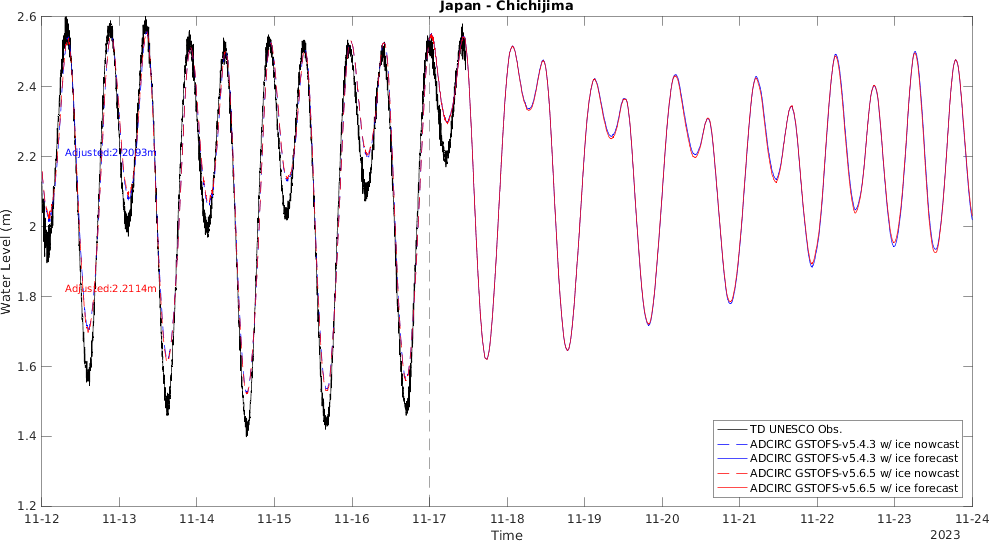 Japan - Chichijima
Water Level (m)
2.6
2.4
2.2
2
1.8
1.6
1.4
1.2
Adjusted:2.2093m
Adjusted:2.2114m
TD UNESCO Obs.
ADCIRC GSTOFS-v5.4.3 w/ ice nowcast
ADCIRC GSTOFS-v5.4.3 w/ ice forecast
ADCIRC GSTOFS-v5.6.5 w/ ice nowcast
ADCIRC GSTOFS-v5.6.5 w/ ice forecast
11-12 11-13 11-14 11-15 11-16 11-17 11-18 11-19 11-20 11-21 11-22 11-23 11-24
Time
2023